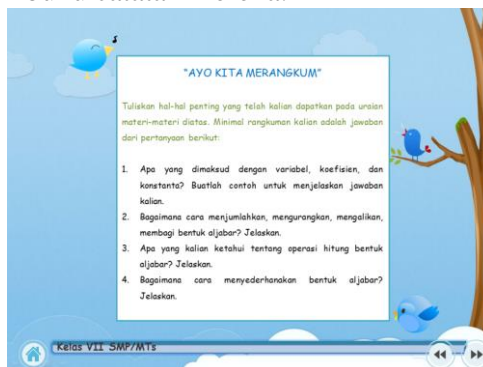 "AYO KITA MERANGKUM"
Tuliskan hal-hal penting yang telah kalian dapatkan pada uraian
materi-materi diatas. Minimal rangkuman kalian adalah jawaban
dari pertanyaan berikut:
1. Apa yang dimaksud dengan variabel, koefisien, dan
konstanta? Buatlah contoh untuk menjelaskan jawaban
kalian.
2. Bagaimana cara menjumlahkan, mengurangkan, mengalikan,
membagi bentuk aljabar? Jelaskan.
3. Apa yang kalian ketahui tentang operasi hitung bentuk
aljabar? Jelaskan.
4. Bagaimana cara menyederhanakan bentuk aljabar?
Jelaskan.
Kelas VII SMP/MTs